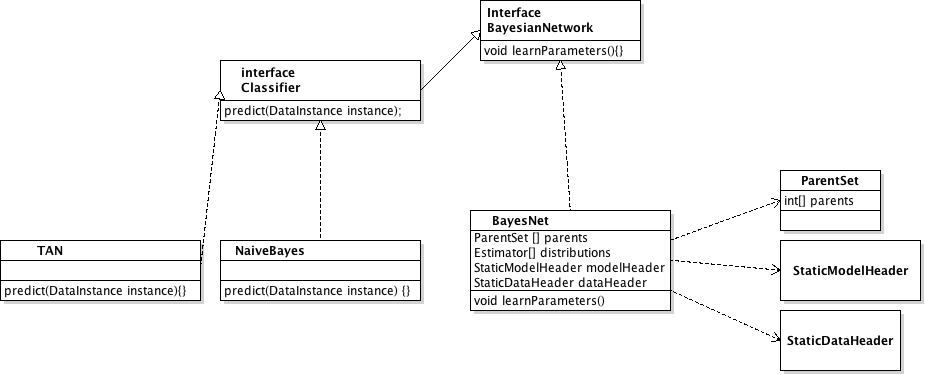 Interface
BayesianNetwork
void learnParameters(){}
interface
Classifier
predict(DataInstance instance);
ParentSet
int[] parents
BayesNet
ParentSet [] parents
Estimator[] distributions
StaticModelHeader modelHeader
StaticDataHeader dataHeader
void learnParameters()
TAN
predict(DataInstance instance){}
NaiveBayes
predict(DataInstance instance) {}
StaticModelHeader
StaticDataHeader